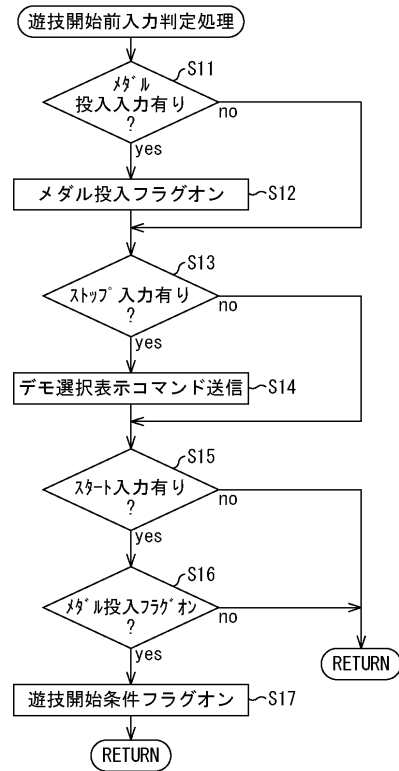 遊技開始前入力判定処理
S11
ﾒﾀﾞﾙ
投入入力有り
?
no
yes
メダル投入フラグオン
S12
S13
ｽﾄｯﾌﾟ入力有り
?
no
yes
デモ選択表示コマンド送信
S14
S15
ｽﾀｰﾄ入力有り
?
no
yes
S16
ﾒﾀﾞﾙ投入ﾌﾗｸﾞｵﾝ
?
no
yes
RETURN
遊技開始条件フラグオン
S17
RETURN